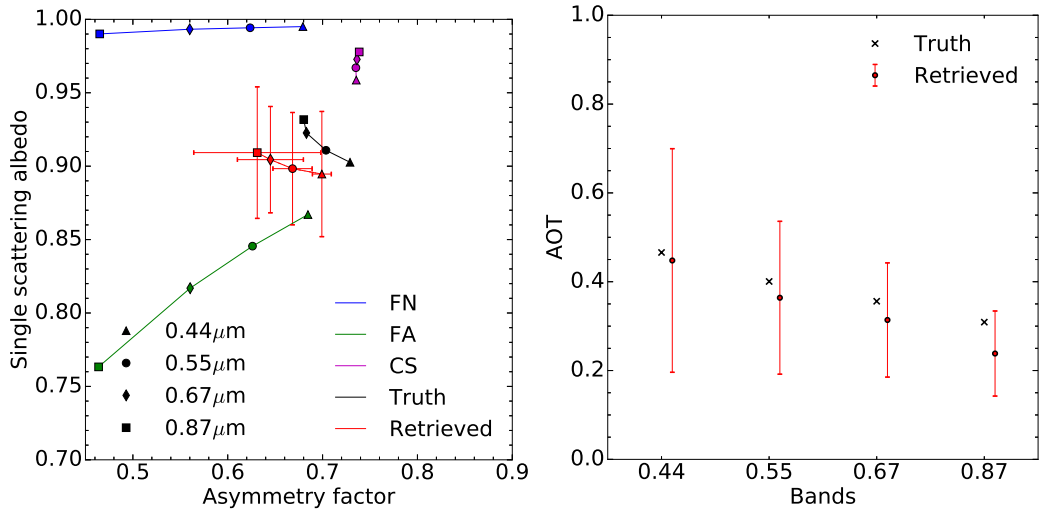 1.00
0.95
0.90
0.85
0.80
0.75
0.70
Single scattering albedo
0.5
0.6
0.7
0.8
0.9
Asymmetry factor
0.44μm
0.55μm
0.67μm
0.87μm
FN
FA
CS
Truth
Retrieved
1.0
0.8
0.6
0.4
0.2
0.0
AOT
0.44
0.55
0.67
0.87
Bands
Truth
Retrieved